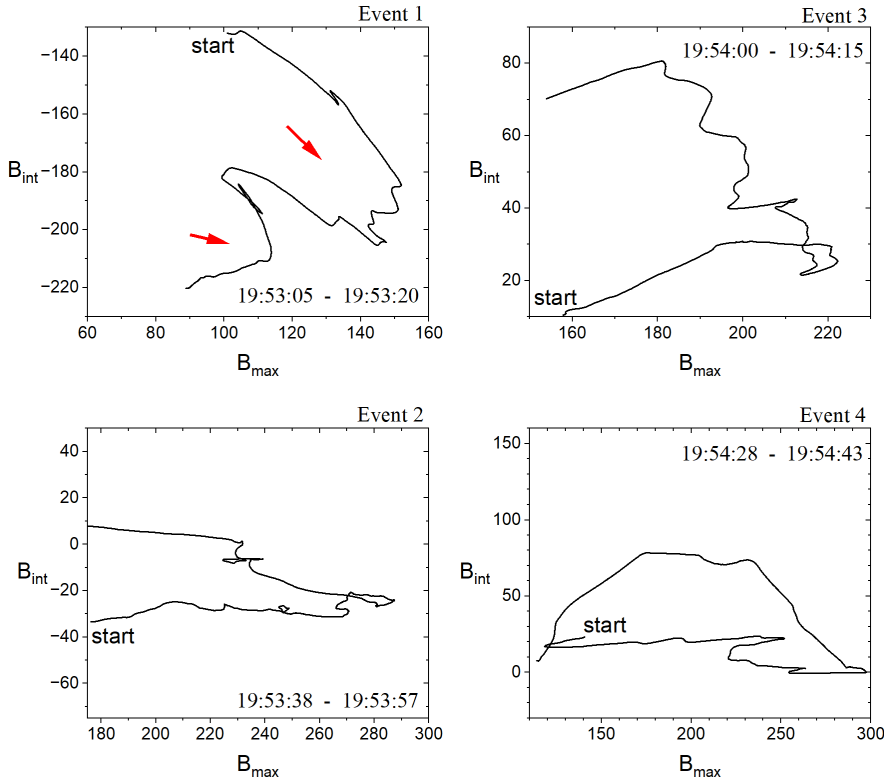 Event 1
start
−140
−160
−180
−200
−220
B_int
19:53:05 - 19:53:20
60 80 100 120 140 160
B_max
Event 3
19:54:00 - 19:54:15
80
60
40
20
B_int
start
160 180 200 220
B_max
Event 2
40
20
0
−20
−40
−60
B_int
start
19:53:38 - 19:53:57
180 200 220 240 260 280 300
B_max
Event 4
19:54:28 - 19:54:43
150
100
50
0
B_int
start
150 200 250 300
B_max